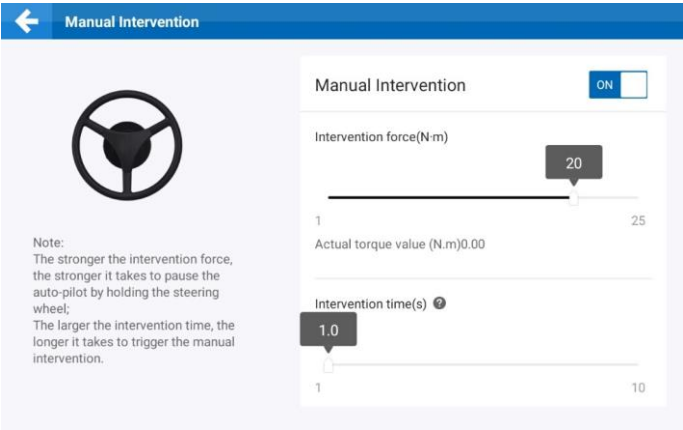 Manual Intervention
Note:
The stronger the intervention force,
the stronger it takes to pause the
auto-pilot by holding the steering
wheel;
The larger the intervention time, the
longer it takes to trigger the manual
intervention.
Manual Intervention
ON
Intervention force(N·m)
20
1 25
Actual torque value (N.m)0.00
Intervention time(s) ?
1.0
1 10